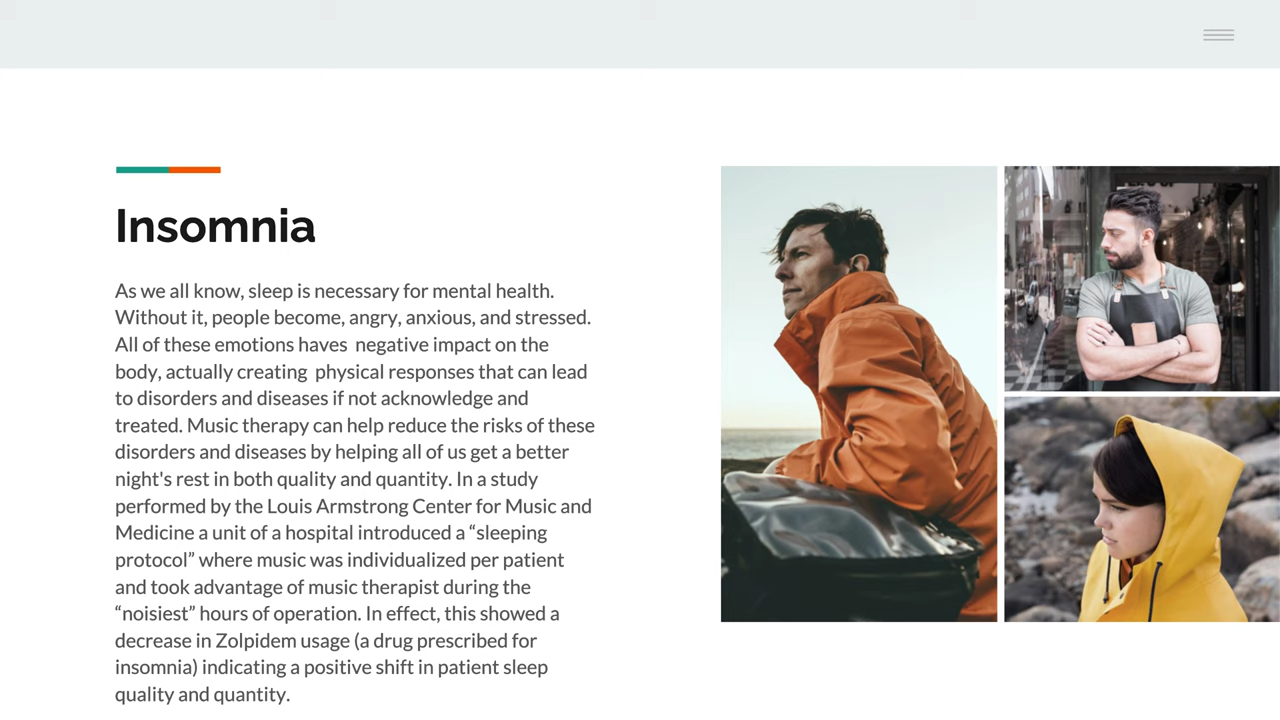 Insomnia
As we all know, sleep is necessary for mental health.
Without it, people become, angry, anxious, and stressed.
All of these emotions haves  negative impact on the
body, actually creating  physical responses that can lead
to disorders and diseases if not acknowledge and
treated. Music therapy can help reduce the risks of these
disorders and diseases by helping all of us get a better
night's rest in both quality and quantity. In a study
performed by the Louis Armstrong Center for Music and
Medicine a unit of a hospital introduced a “sleeping
protocol” where music was individualized per patient
and took advantage of music therapist during the
“noisiest” hours of operation. In effect, this showed a
decrease in Zolpidem usage (a drug prescribed for
insomnia) indicating a positive shift in patient sleep
quality and quantity.